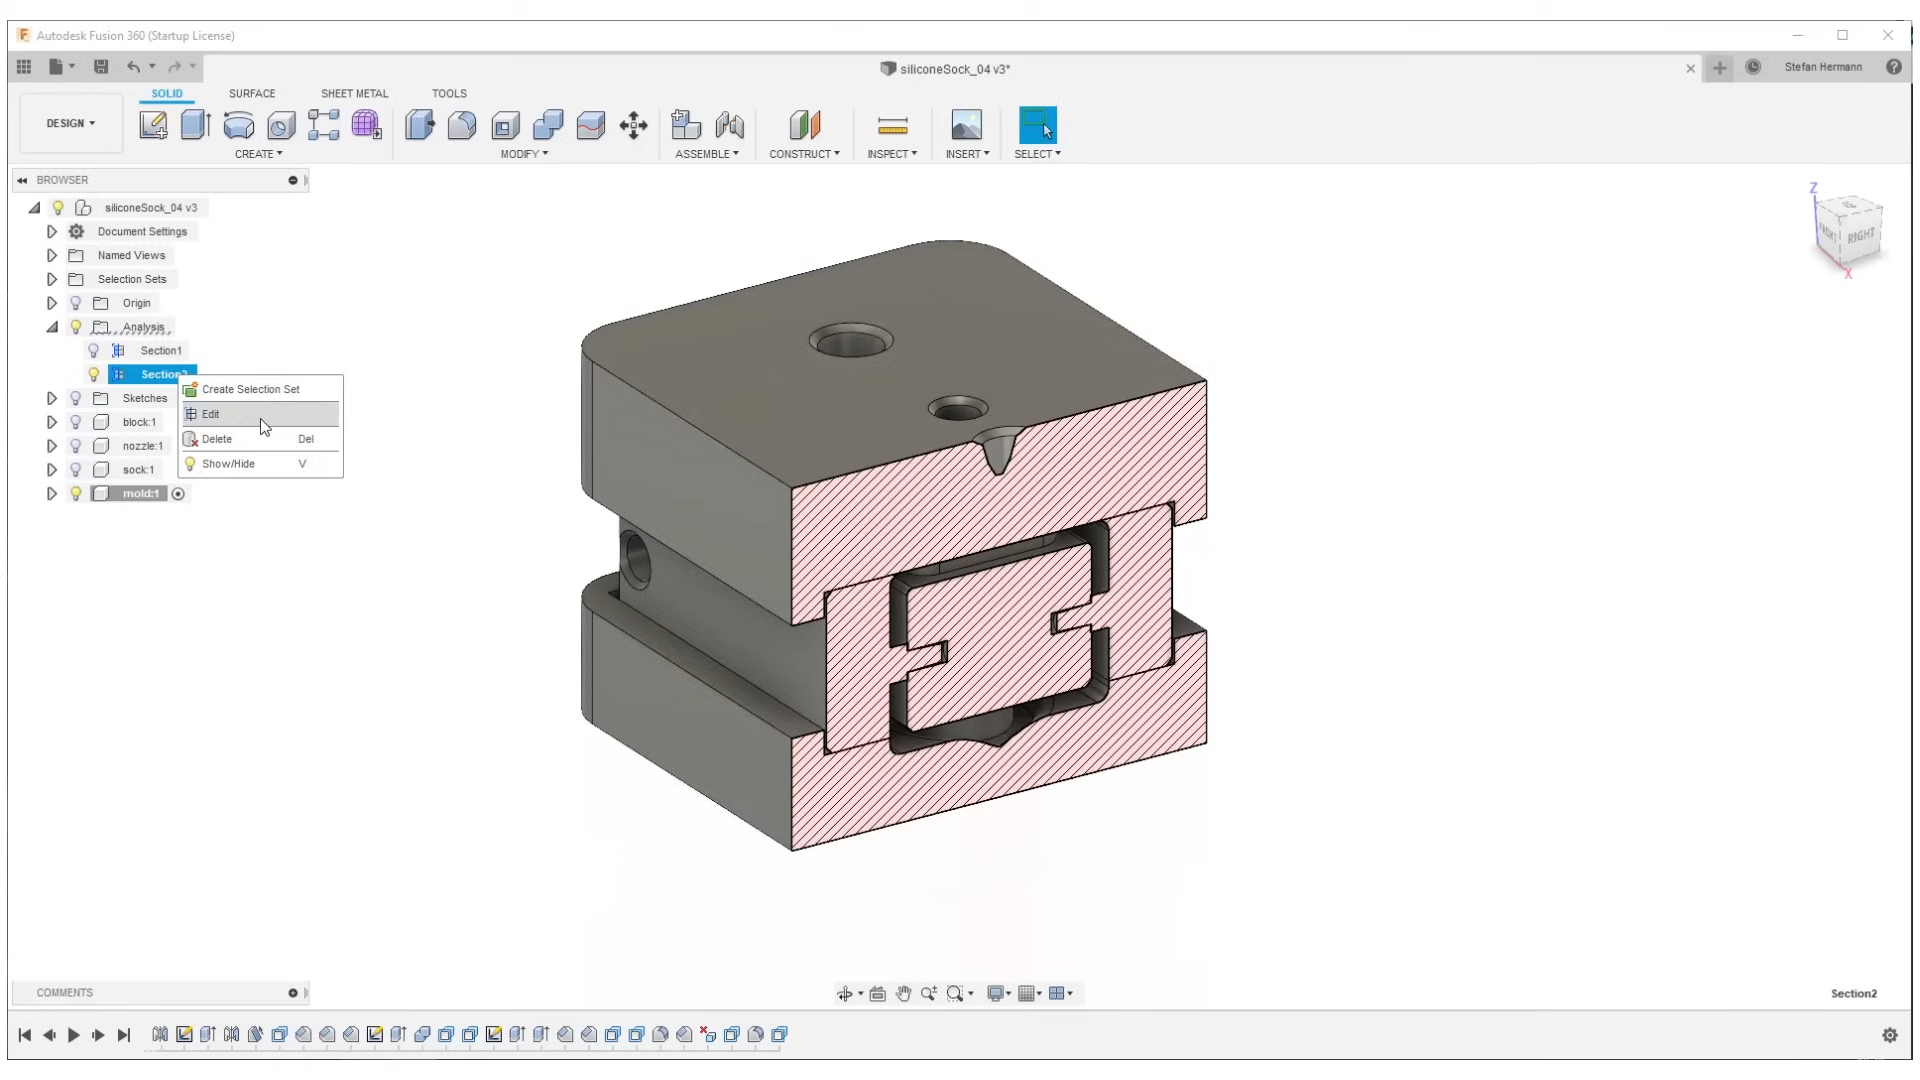 Autodesk Fusion 360 (Startup License)
siliconeSock_04 v3*
Stefan Hermann
DESIGN
SOLID
SURFACE
SHEET METAL
TOOLS
CREATE
MODIFY
ASSEMBLE
CONSTRUCT
INSPECT
INSERT
SELECT
BROWSER
siliconeSock_04 v3
Document Settings
Named Views
Selection Sets
Origin
Analysis
Section1
Section2
Sketches
block:1
nozzle:1
sock:1
mold:1
Create Selection Set
Edit
Delete Del
Show/Hide V
Z
FRONT
RIGHT
X
COMMENTS
Section2